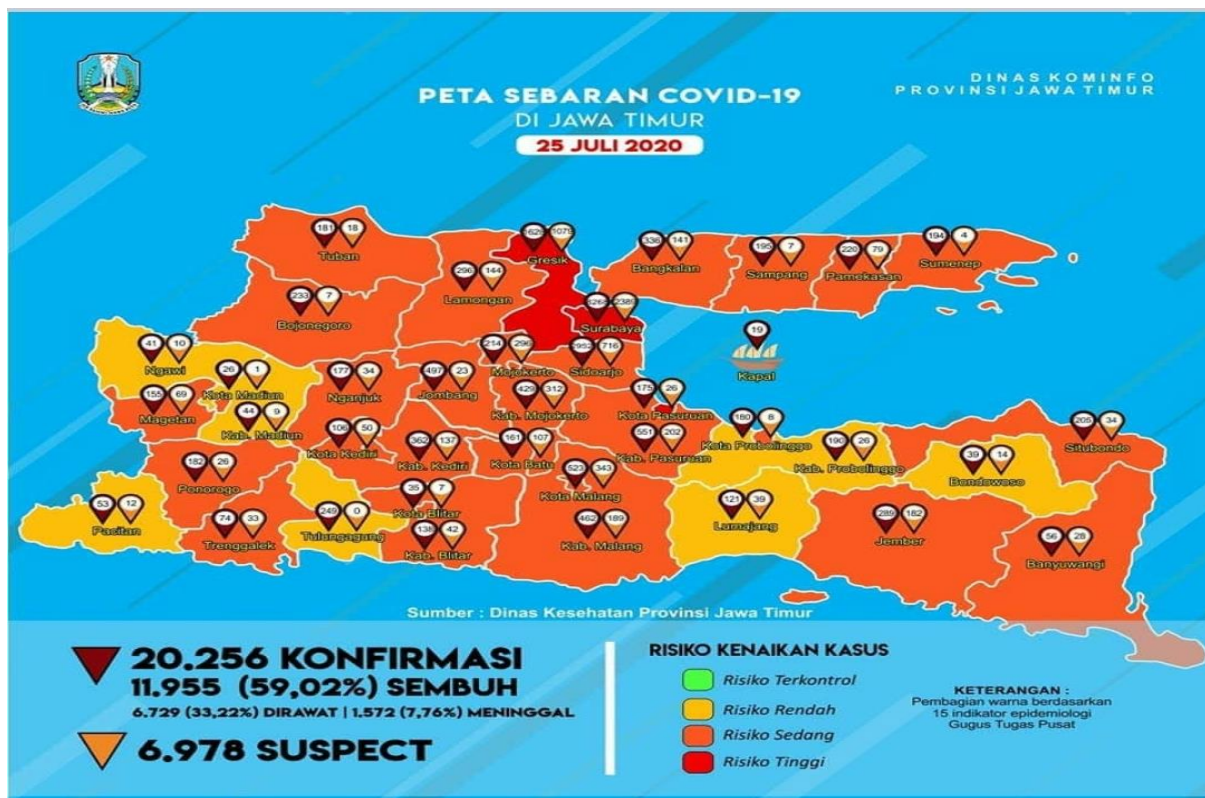 DINAS KOMINFO
PROVINSI JAWA TIMUR
PETA SEBARAN COVID-19
DI JAWA TIMUR
25 JULI 2020
181 18
Tuban
1629 1079
Gresik
336 141
Bangkalan
195 7
Sampang
220 79
Pamekasan
194 4
Sumenep
296 144
Lamongan
233 7
Bojonegoro
2389
Surabaya
19
Kapal
41 10
Ngawi
26 1
Kota Madiun
177 34
Nganjuk
497 23
Jombang
214 296
Mojokerto
716
Sidoarjo
155 69
Magetan
44 9
Kab. Madiun
429 312
Kab. Mojokerto
175 26
Kota Pasuruan
106 50
Kota Kediri
362 137
Kab. Kediri
161 107
Kota Batu
551 202
Kab. Pasuruan
180 8
Kota Probolinggo
190 26
Kab. Probolinggo
205 34
Situbondo
182 26
Ponorogo
523 343
Kota Malang
39 14
Bondowoso
53 12
Pacitan
74 33
Trenggalek
249 0
Tulungagung
35 7
Kota Blitar
138 42
Kab. Blitar
462 189
Kab. Malang
121 39
Lumajang
289 182
Jember
56 28
Banyuwangi
Sumber : Dinas Kesehatan Provinsi Jawa Timur
20.256 KONFIRMASI
11.955 (59,02%) SEMBUH
6.729 (33,22%) DIRAWAT | 1.572 (7,76%) MENINGGAL
6.978 SUSPECT
RISIKO KENAIKAN KASUS
Risiko Terkontrol
Risiko Rendah
Risiko Sedang
Risiko Tinggi
KETERANGAN :
Pembagian warna berdasarkan
15 indikator epidemiologi
Gugus Tugas Pusat